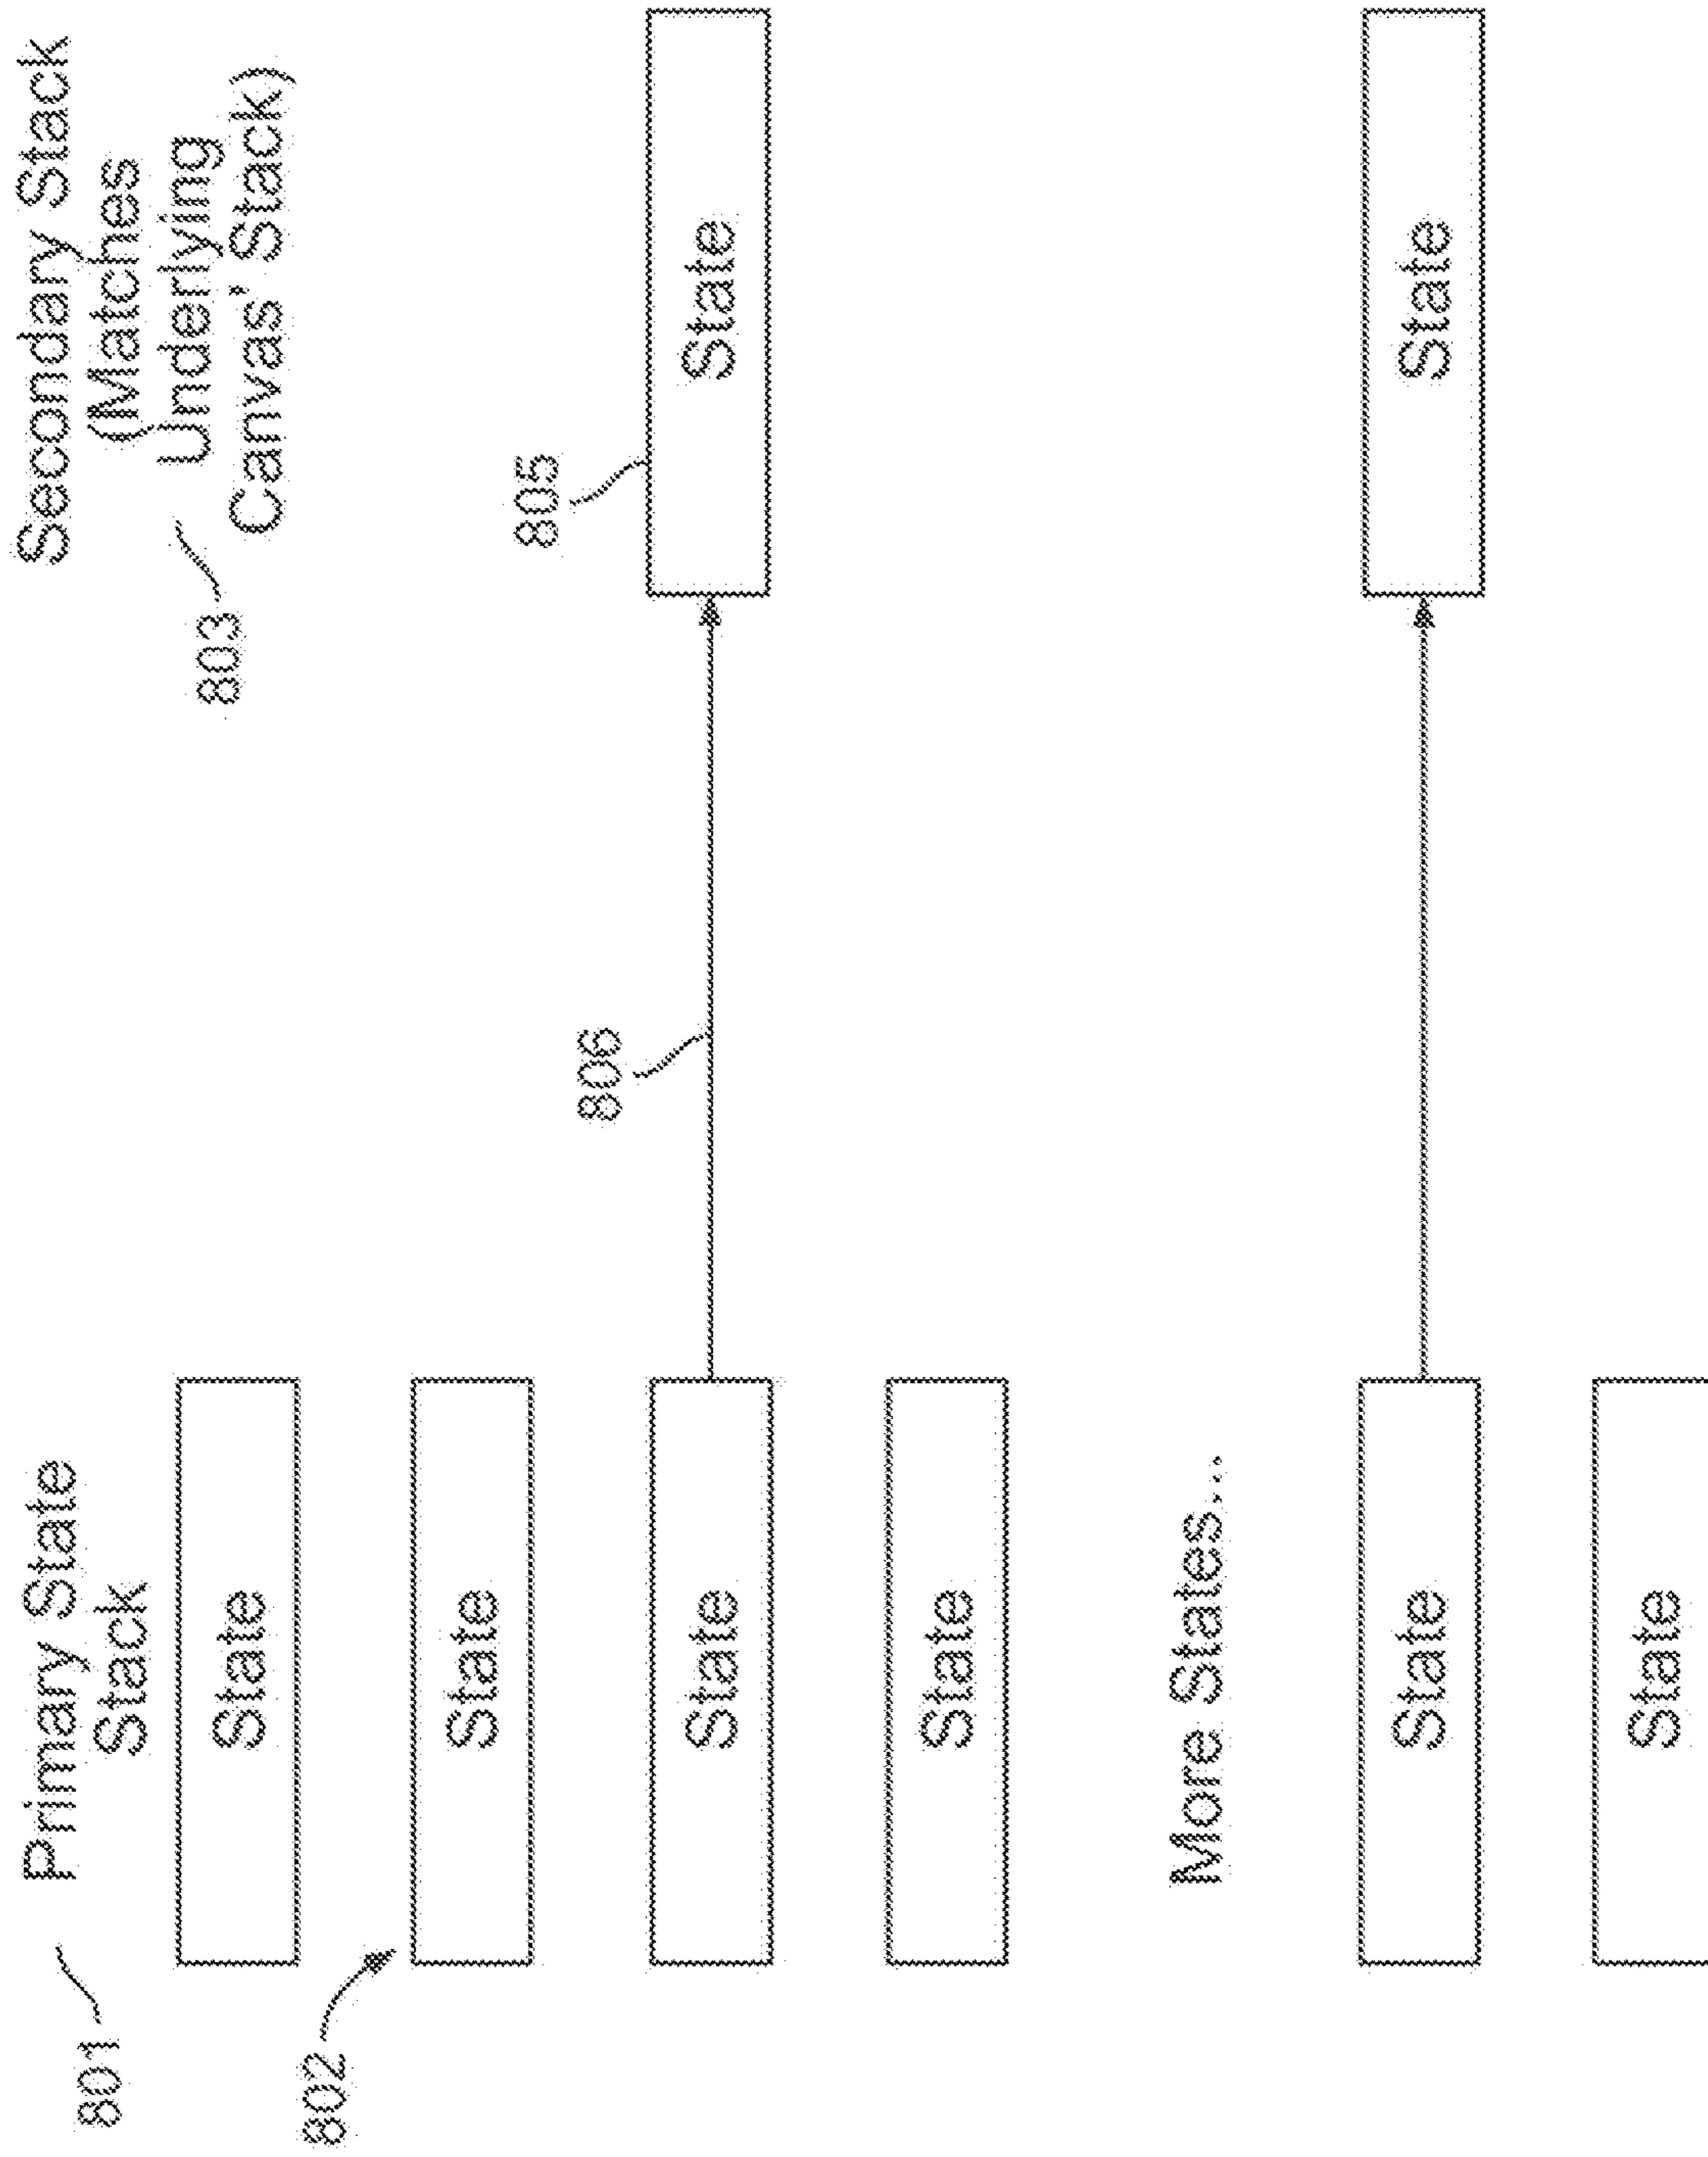 801
Primary State
Stack
803
Secondary Stack
(Matches
Underlying
Canvas' Stack)
State
802
State
State
806
805
State
State
More States...
State
State
State